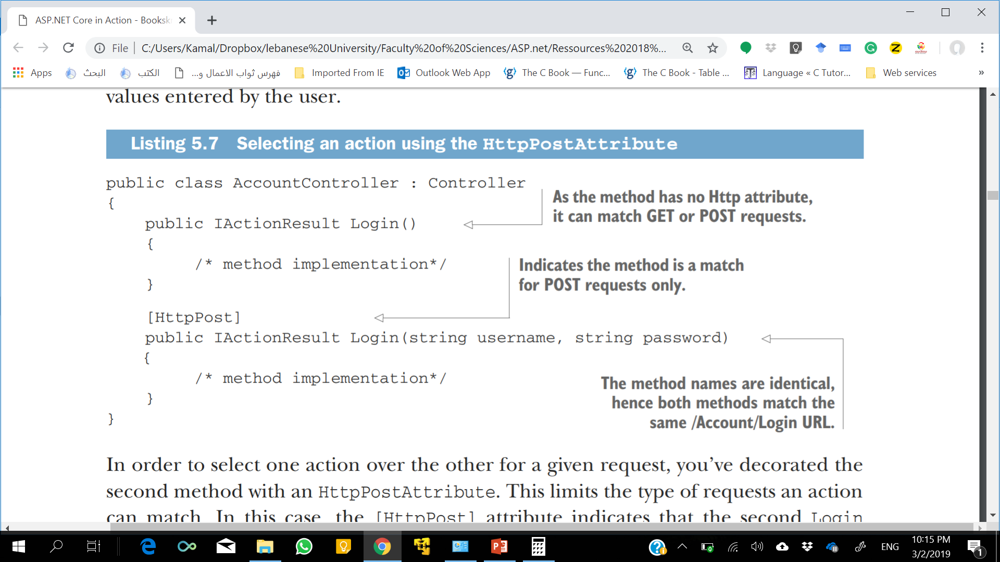 ASP.NET Core in Action - Booksk
File
C:/Users/Kamal/Dropbox/lebanese%20University/Faculty%20of%20Sciences/ASP.net/Ressources%202018%...
Apps
البحث
الكتب
فهرس ثواب الاعمال و...
Imported From IE
Outlook Web App
The C Book — Func...
The C Book - Table ...
Language « C Tutor...
Web services
»
values entered by the user.
Listing 5.7 Selecting an action using the HttpPostAttribute
public class AccountController : Controller
{
As the method has no Http attribute,
it can match GET or POST requests.
public IActionResult Login()
{
/* method implementation*/
}
Indicates the method is a match
for POST requests only.
[HttpPost]
public IActionResult Login(string username, string password)
{
/* method implementation*/
}
}
The method names are identical,
hence both methods match the
same /Account/Login URL.
In order to select one action over the other for a given request, you’ve decorated the
second method with an HttpPostAttribute. This limits the type of requests an action
can match. In this case, the [HttpPost] attribute indicates that the second Login
ENG
10:15 PM
3/2/2019
1